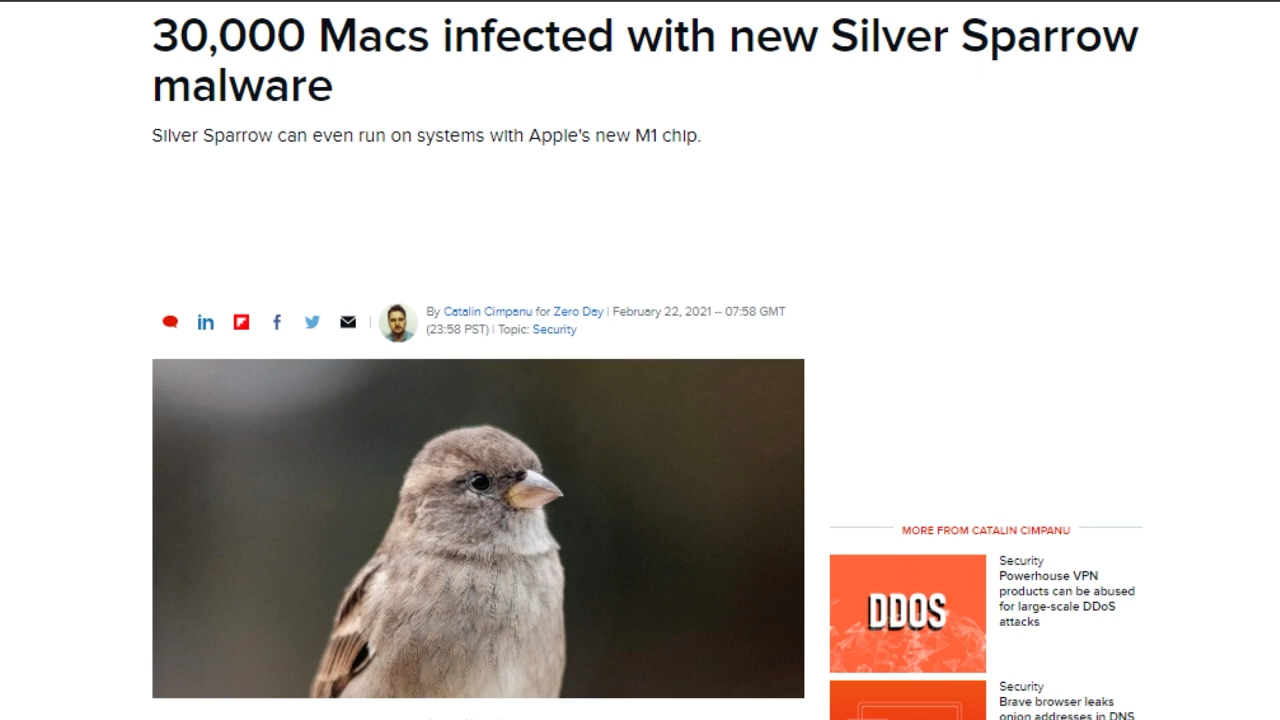 30,000 Macs infected with new Silver Sparrow
malware
Silver Sparrow can even run on systems with Apple's new M1 chip.
in
f
By Catalin Cimpanu for Zero Day | February 22, 2021 -- 07:58 GMT
(23:58 PST) | Topic: Security
MORE FROM CATALIN CIMPANU
DDOS
Security
Powerhouse VPN
products can be abused
for large-scale DDoS
attacks
Security
Brave browser leaks
onion addresses in DNS